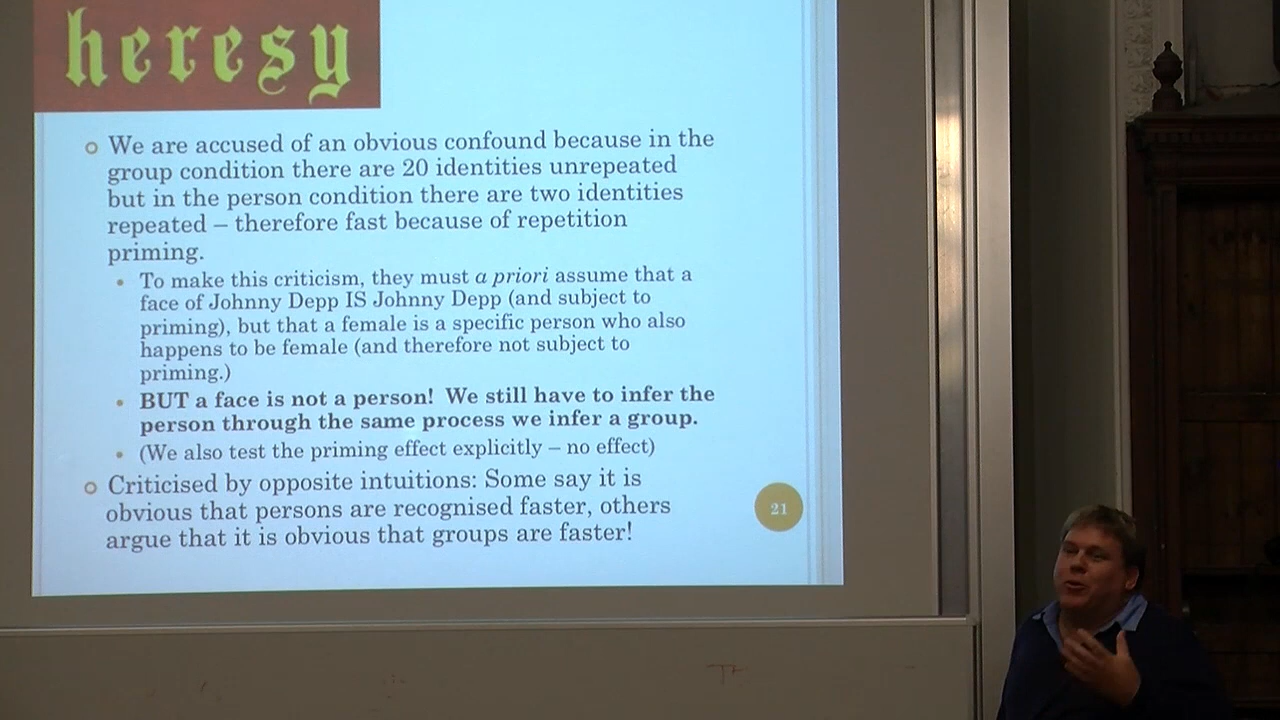 heresy
We are accused of an obvious confound because in the
group condition there are 20 identities unrepeated
but in the person condition there are two identities
repeated – therefore fast because of repetition
priming.
To make this criticism, they must a priori assume that a
face of Johnny Depp IS Johnny Depp (and subject to
priming), but that a female is a specific person who also
happens to be female (and therefore not subject to
priming.)
BUT a face is not a person! We still have to infer the
person through the same process we infer a group.
(We also test the priming effect explicitly – no effect)
Criticised by opposite intuitions: Some say it is
obvious that persons are recognised faster, others
argue that it is obvious that groups are faster!
21